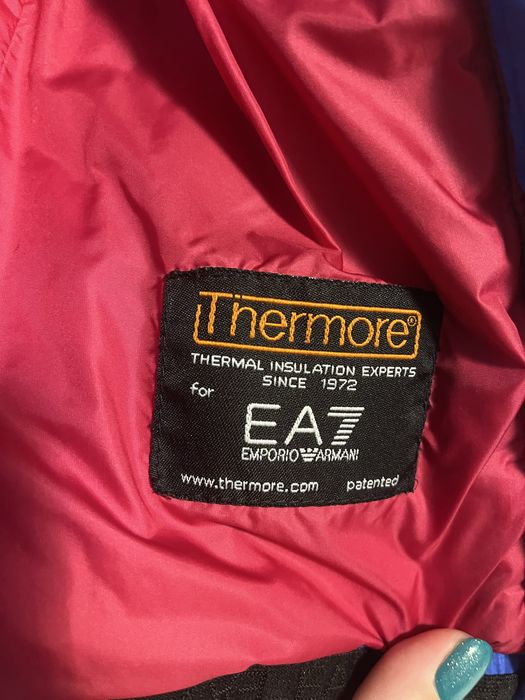 Thermore®
THERMAL INSULATION EXPERTS
SINCE 1972
for
EA7
EMPORIO ARMANI
www.thermore.com patented